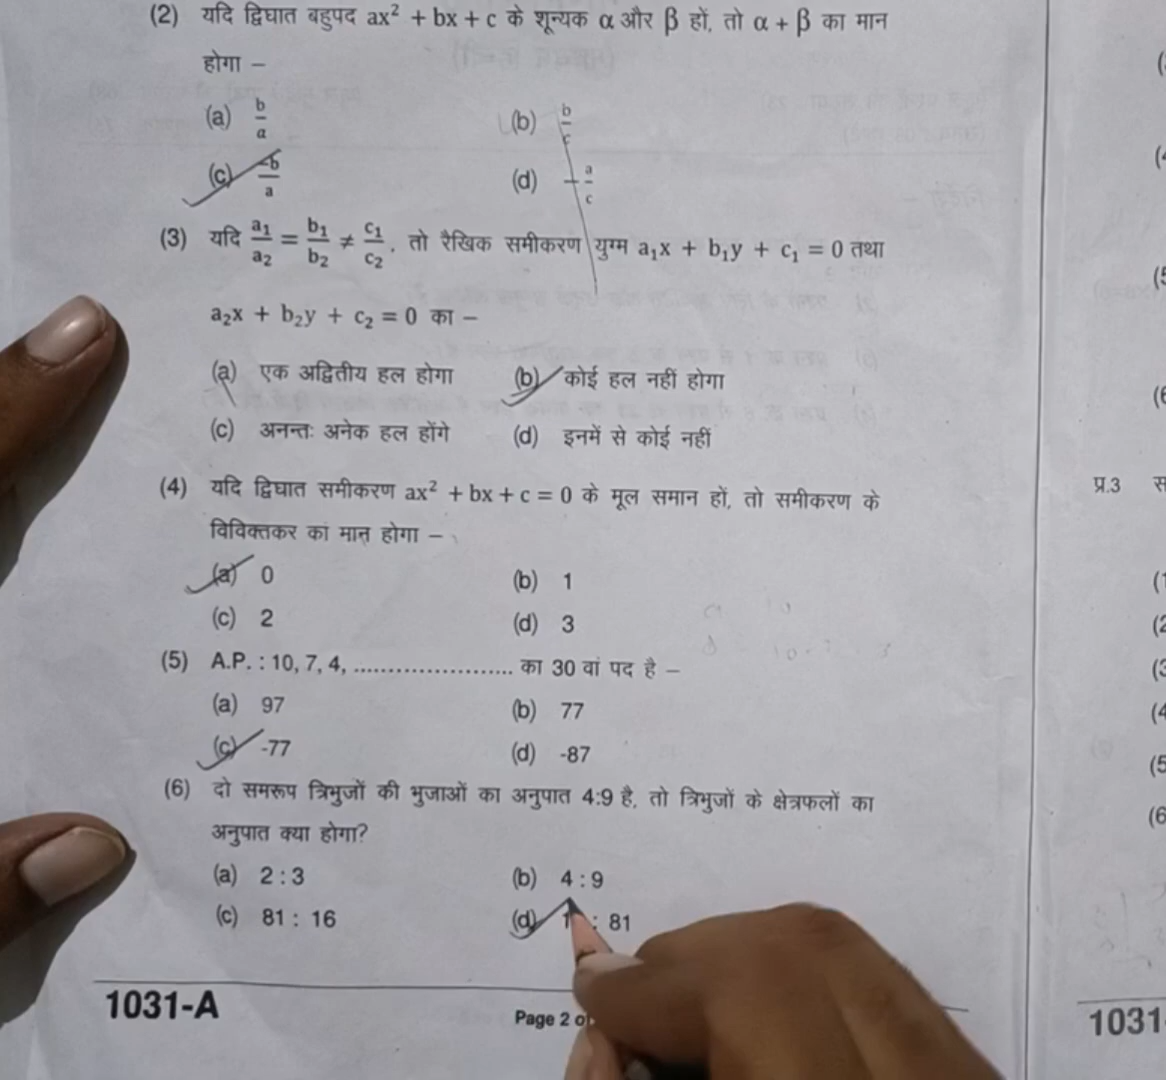 (2) यदि द्विघात बहुपद ax² + bx + c के शून्यक α और β हों, तो α + β का मान
होगा –
(a) b/a (b) b/c
(c) -b/a (d) -a/c
(3) यदि a₁/a₂ = b₁/b₂ ≠ c₁/c₂, तो रैखिक समीकरण युग्म a₁x + b₁y + c₁ = 0 तथा
a₂x + b₂y + c₂ = 0 का –
(a) एक अद्वितीय हल होगा (b) कोई हल नहीं होगा
(c) अनन्तः अनेक हल होंगे (d) इनमें से कोई नहीं
(4) यदि द्विघात समीकरण ax² + bx + c = 0 के मूल समान हों, तो समीकरण के
विविक्तकर का मान होगा –
(a) 0 (b) 1
(c) 2 (d) 3
(5) A.P. : 10, 7, 4, ....................... का 30 वां पद है –
(a) 97 (b) 77
(c) -77 (d) -87
(6) दो समरूप त्रिभुजों की भुजाओं का अनुपात 4:9 है, तो त्रिभुजों के क्षेत्रफलों का
अनुपात क्या होगा?
(a) 2 : 3 (b) 4 : 9
(c) 81 : 16 (d) : 81
1031-A
Page 2
प्र.3
1031